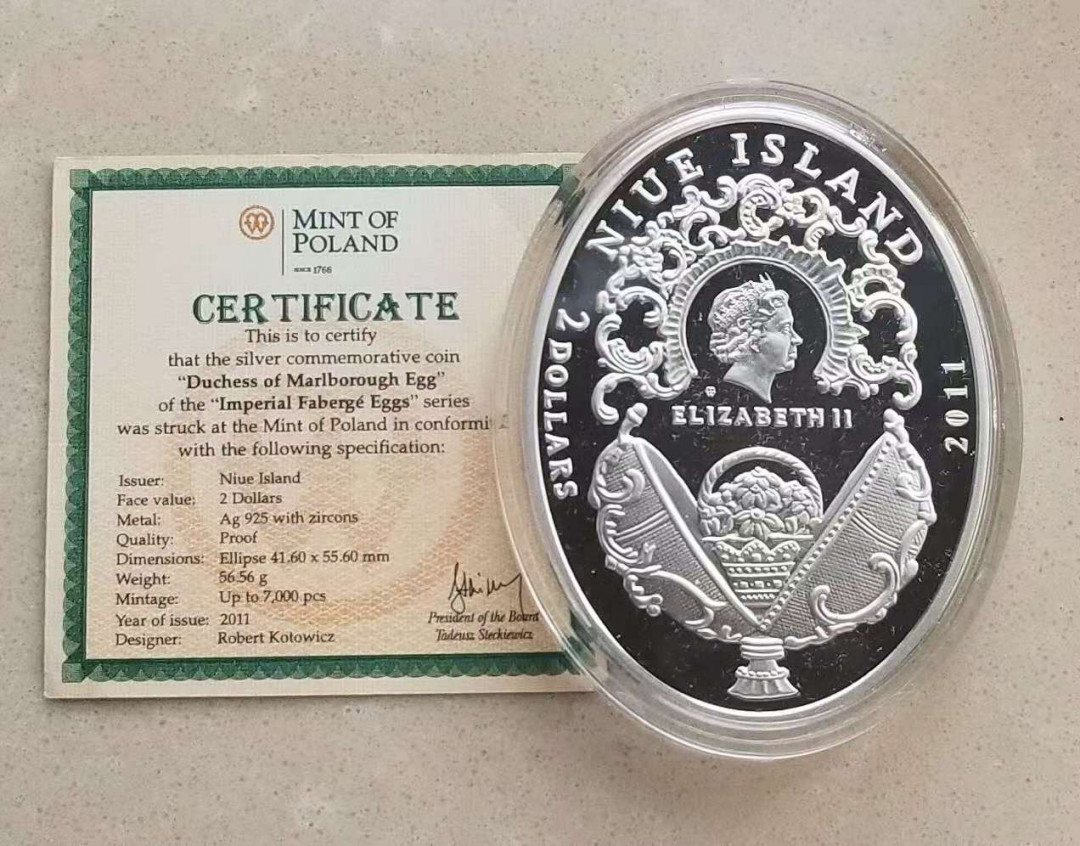 MINT OF
POLAND
SINCE 1766
CERTIFICATE
This is to certify
that the silver commemorative coin
"Duchess of Marlborough Egg"
of the "Imperial Fabergé Eggs" series
was struck at the Mint of Poland in conformi
with the following specification:
Issuer: Niue Island
Face value: 2 Dollars
Metal: Ag 925 with zircons
Quality: Proof
Dimensions: Ellipse 41.60 x 55.60 mm
Weight: 56.56 g
Mintage: Up to 7,000 pcs
Year of issue: 2011
Designer: Robert Kotowicz
President of the Board
Tadeusz Steckiewicz
NIUE ISLAND
2 DOLLARS
ELIZABETH II
2011